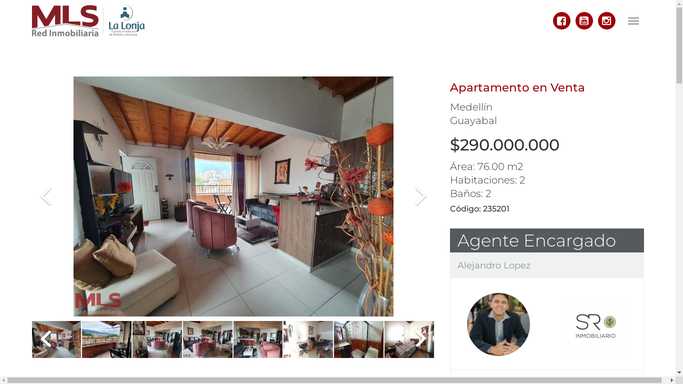 MLS
Red Inmobiliaria
La Lonja
Apartamento en Venta
Medellín
Guayabal
$290.000.000
Área: 76.00 m2
Habitaciones: 2
Baños: 2
Código: 235201
Agente Encargado
Alejandro Lopez
SR
INMOBILIARIO
MLS